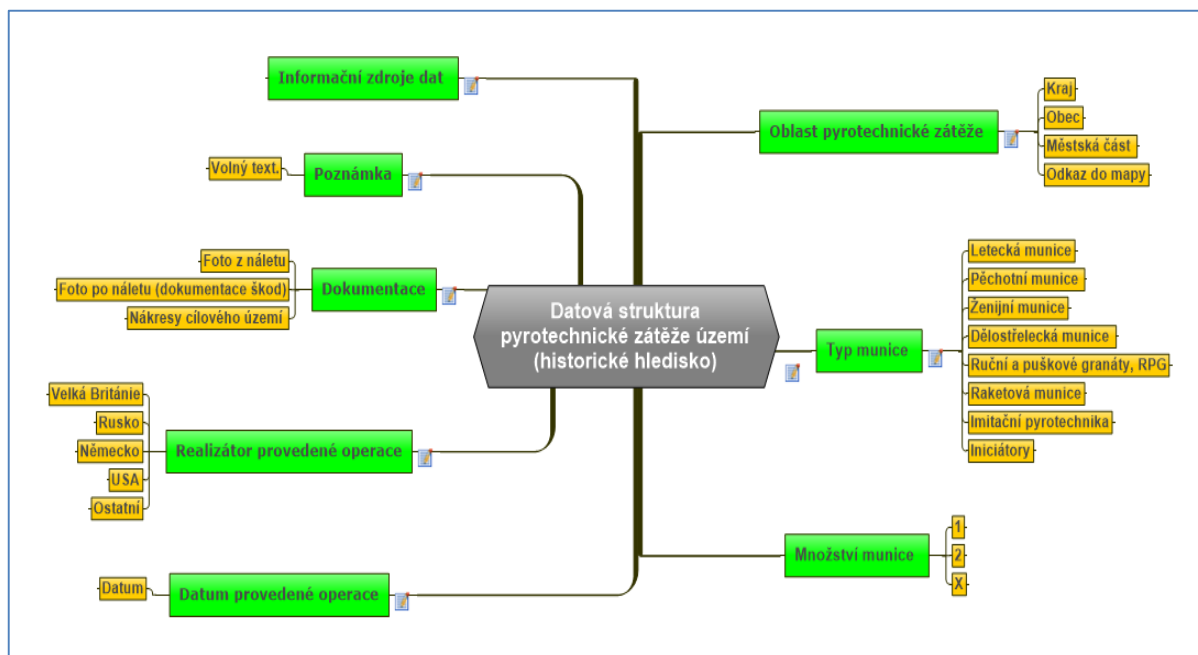 Informační zdroje dat
Volný text.
Poznámka
Foto z náletu
Foto po náletu (dokumentace škod)
Nákresy cílového území
Dokumentace
Velká Británie
Rusko
Německo
USA
Ostatní
Realizátor provedené operace
Datum
Datum provedené operace
Datová struktura
pyrotechnické zátěže území
(historické hledisko)
Oblast pyrotechnické zátěže
Kraj
Obec
Městská část
Odkaz do mapy
Typ munice
Letecká munice
Pěchotní munice
Ženijní munice
Dělostřelecká munice
Ruční a puškové granáty, RPG
Raketová munice
Imitační pyrotechnika
Iniciátory
Množství munice
1
2
X